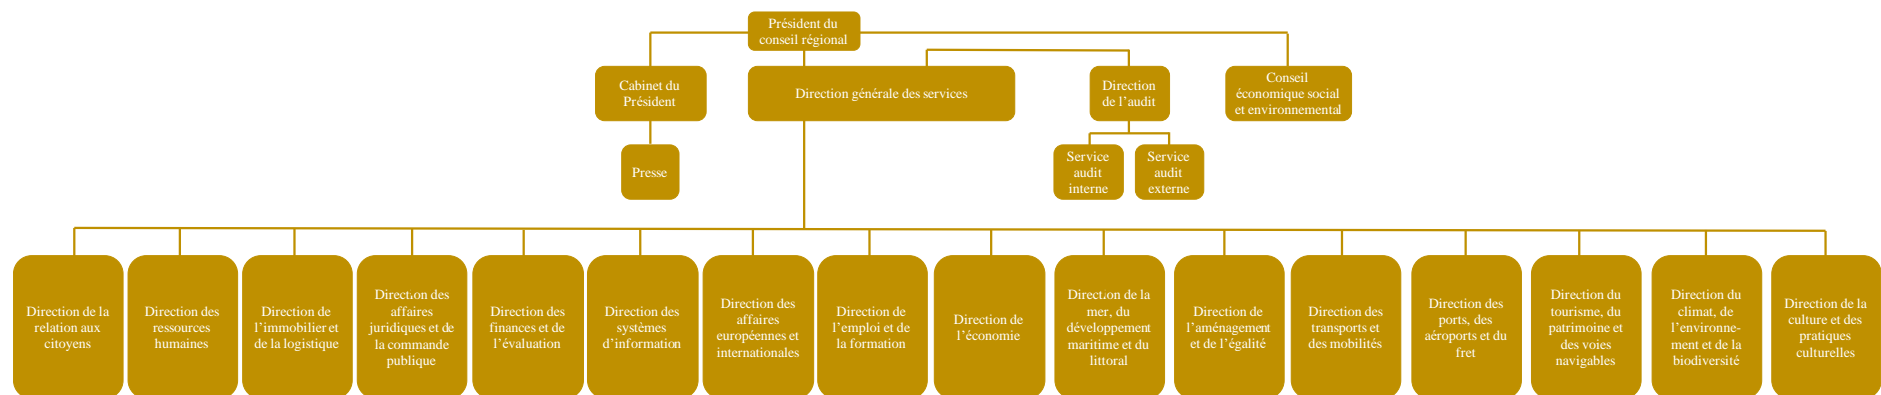 Président du
conseil régional
Cabinet du
Président
Direction générale des services
Direction
de l’audit
Conseil
économique social
et environnemental
Presse
Service
audit
interne
Service
audit
externe
Direction de la
relation aux
citoyens
Direction des
ressources
humaines
Direction de
l’immobilier et
de la logistique
Direction des
affaires
juridiques et de
la commande
publique
Direction des
finances et de
l’évaluation
Direction des
systèmes
d’information
Direction des
affaires
européennes et
internationales
Direction de
l’emploi et de
la formation
Direction de
l’économie
Direction de la
mer, du
développement
maritime et du
littoral
Direction de
l’aménagement
et de l’égalité
Direction des
transports et
des mobilités
Direction des
ports, des
aéroports et du
fret
Direction du
tourisme, du
patrimoine et
des voies
navigables
Direction du
climat, de
l’environne-
ment et de la
biodiversité
Direction de la
culture et des
pratiques
culturelles